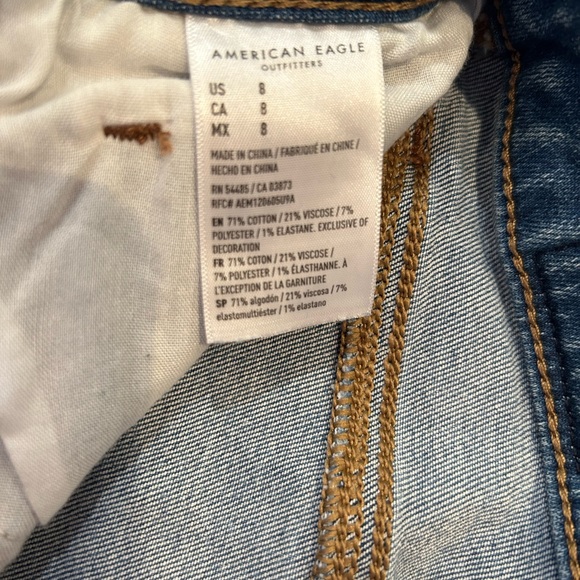 AMERICAN EAGLE
OUTFITTERS
US 8
CA 8
MX 8
MADE IN CHINA / FABRIQUÉ EN CHINE /
HECHO EN CHINA
RN 54485 / CA 03873
RFC# AEM120605U9A
EN 71% COTTON / 21% VISCOSE / 7%
POLYESTER / 1% ELASTANE. EXCLUSIVE OF
DECORATION
FR 71% COTON / 21% VISCOSE /
7% POLYESTER / 1% ÉLASTHANNE. À
L'EXCEPTION DE LA GARNITURE
SP 71% algodón / 21% viscosa / 7%
elastomultiéster / 1% elastano